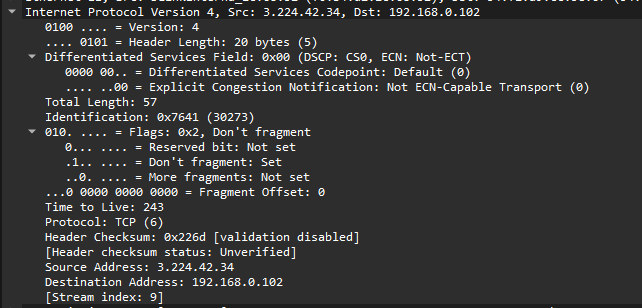 Internet Protocol Version 4, Src: 3.224.42.34, Dst: 192.168.0.102
0100 .... = Version: 4
.... 0101 = Header Length: 20 bytes (5)
Differentiated Services Field: 0x00 (DSCP: CS0, ECN: Not-ECT)
0000 00.. = Differentiated Services Codepoint: Default (0)
.... ..00 = Explicit Congestion Notification: Not ECN-Capable Transport (0)
Total Length: 57
Identification: 0x7641 (30273)
010. .... = Flags: 0x2, Don't fragment
0... .... = Reserved bit: Not set
.1.. .... = Don't fragment: Set
..0. .... = More fragments: Not set
...0 0000 0000 0000 = Fragment Offset: 0
Time to Live: 243
Protocol: TCP (6)
Header Checksum: 0x226d [validation disabled]
[Header checksum status: Unverified]
Source Address: 3.224.42.34
Destination Address: 192.168.0.102
[Stream index: 9]